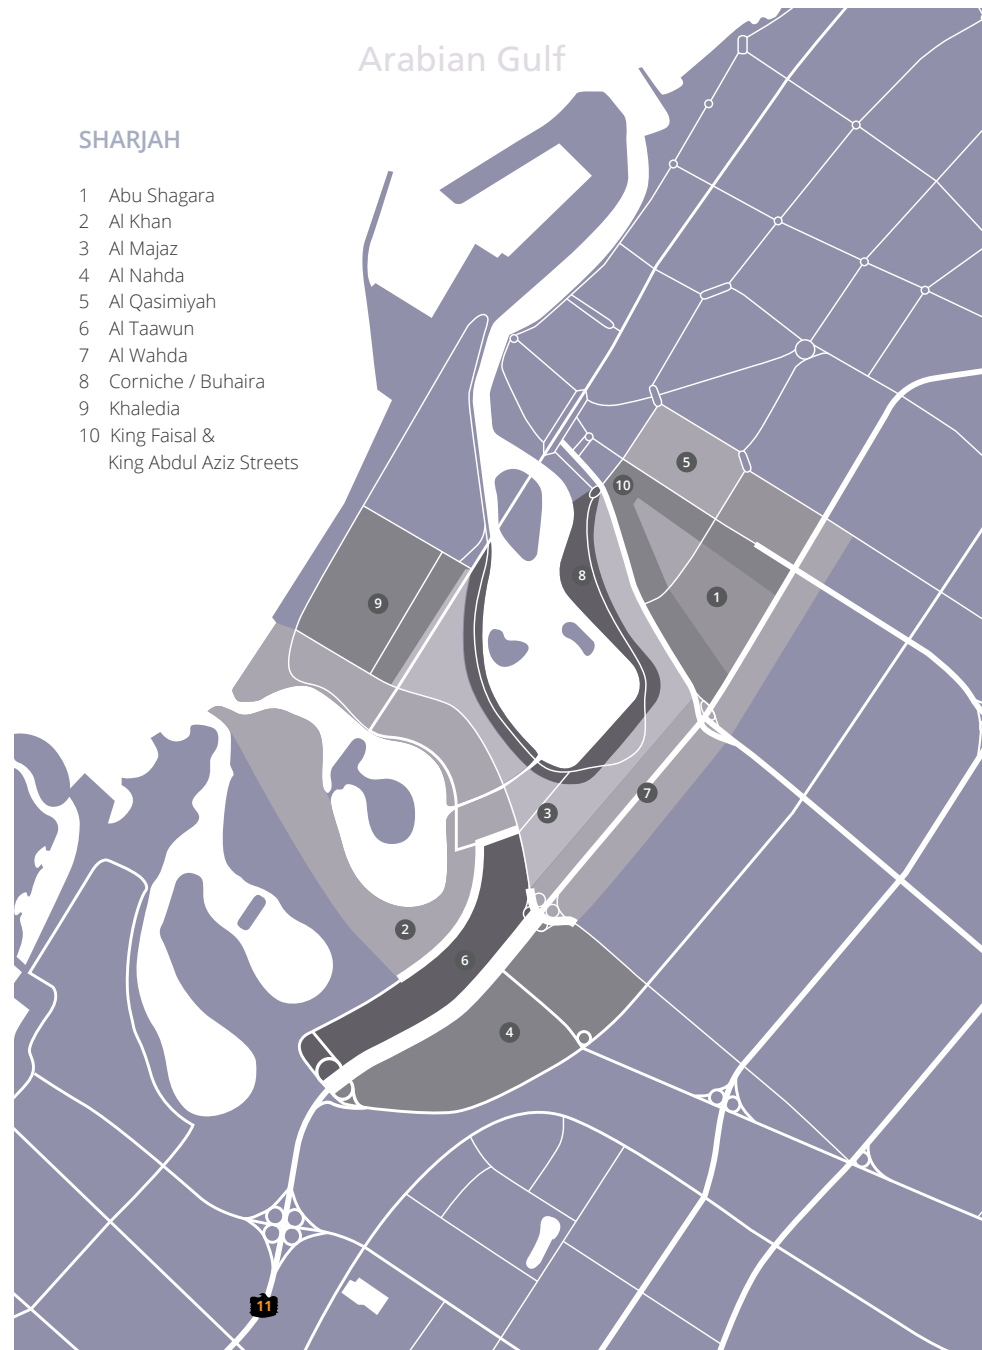 Arabian Gulf
SHARJAH
1 Abu Shagara
2 Al Khan
3 Al Majaz
4 Al Nahda
5 Al Qasimiyah
6 Al Taawun
7 Al Wahda
8 Corniche / Buhaira
9 Khaledia
10 King Faisal &
King Abdul Aziz Streets
5
10
8
1
9
7
3
2
6
4
11